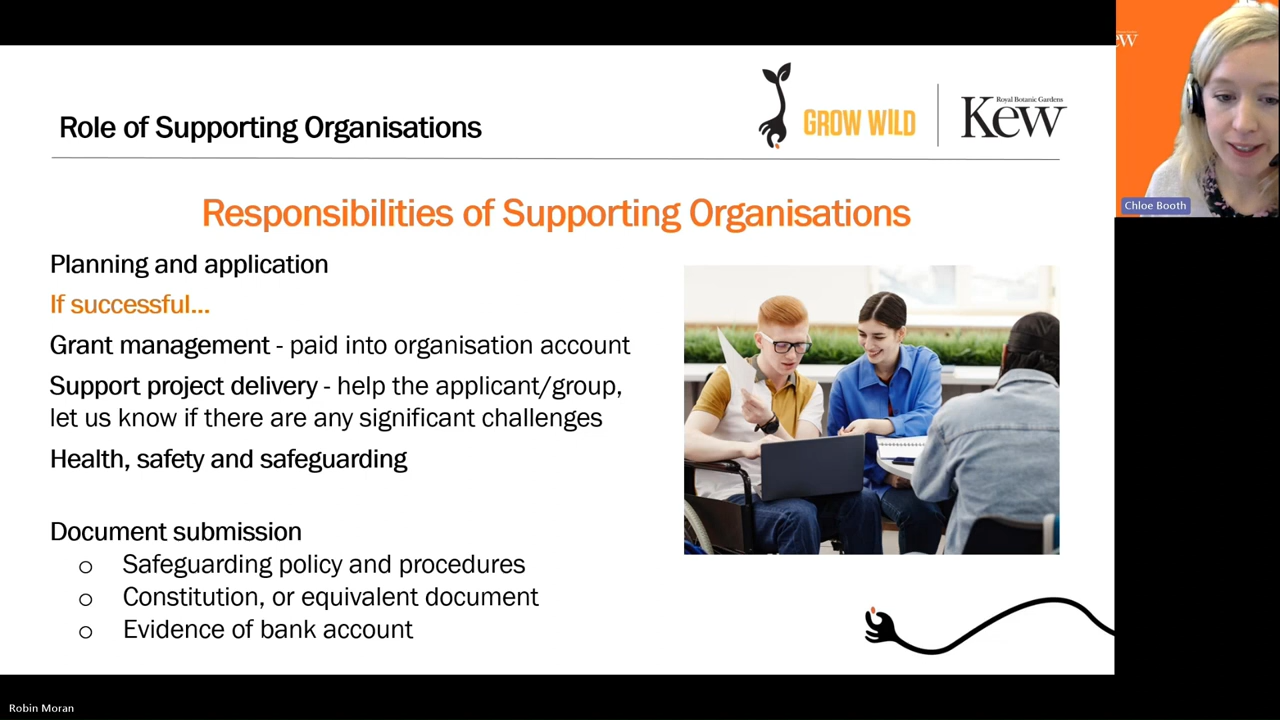 Role of Supporting Organisations
GROW WILD
Royal Botanic Gardens
Kew
ew
Chloe Booth
Responsibilities of Supporting Organisations
Planning and application
If successful...
Grant management - paid into organisation account
Support project delivery - help the applicant/group,
let us know if there are any significant challenges
Health, safety and safeguarding
Document submission
o Safeguarding policy and procedures
o Constitution, or equivalent document
o Evidence of bank account
Robin Moran